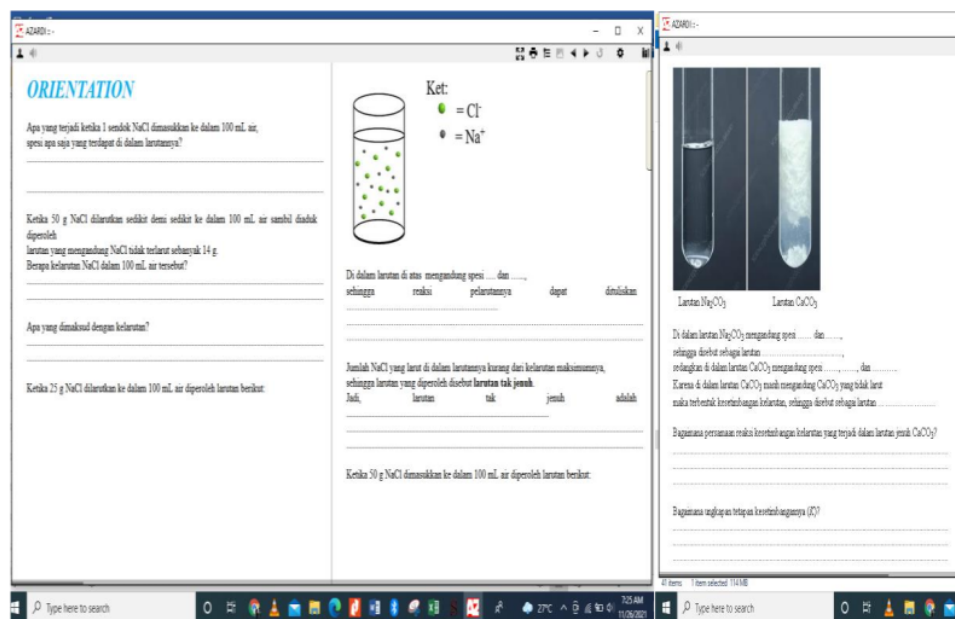 AZARDI :: -
ORIENTATION
Apa yang terjadi ketika 1 sendok NaCl dimasukkan ke dalam 100 mL air,
spesi apa saja yang terdapat di dalam larutannya?
Ketika 50 g NaCl dilarutkan sedikit demi sedikit ke dalam 100 mL air sambil diaduk
diperoleh
larutan yang mengandung NaCl tidak terlarut sebanyak 14 g.
Berapa kelarutan NaCl dalam 100 mL air tersebut?
Apa yang dimaksud dengan kelarutan?
Ketika 25 g NaCl dilarutkan ke dalam 100 mL air diperoleh larutan berikut:
Ket:
= Cl⁻
= Na⁺
Di dalam larutan di atas mengandung spesi .... dan ......,
sehingga reaksi pelarutannya dapat dituliskan
Jumlah NaCl yang larut di dalam larutannya kurang dari kelarutan maksimumnya,
sehingga larutan yang diperoleh disebut larutan tak jenuh.
Jadi, larutan tak jenuh adalah
Ketika 50 g NaCl dimasukkan ke dalam 100 mL air diperoleh larutan berikut:
Type here to search
27°C
7:25 AM
11/26/2021
AZARDI :: -
Larutan Na₂CO₃ Larutan CaCO₃
Di dalam larutan Na₂CO₃ mengandung spesi ....... dan .......,
sehingga disebut sebagai larutan .........................,
sedangkan di dalam larutan CaCO₃ mengandung spesi ......, ......., dan ...........
Karena di dalam larutan CaCO₃ masih mengandung CaCO₃ yang tidak larut
maka terbentuk kesetimbangan kelarutan, sehingga disebut sebagai larutan ..................
Bagaimana persamaan reaksi kesetimbangan kelarutan yang terjadi dalam larutan jenuh CaCO₃?
Bagaimana ungkapan tetapan kesetimbangannya (K)?
41 items 1 item selected 114 MB
Type here to search